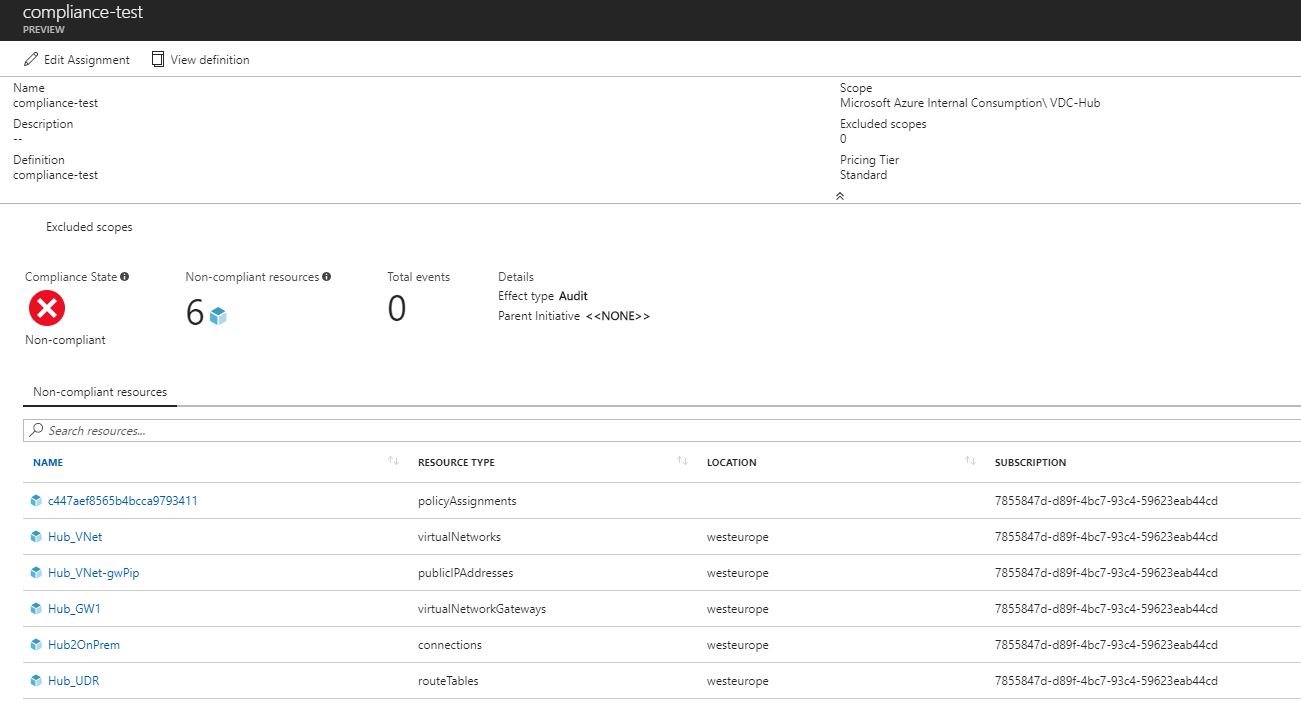 compliance-test
PREVIEW
Edit Assignment View definition
Name Scope
compliance-test Microsoft Azure Internal Consumption\ VDC-Hub
Description Excluded scopes
-- 0
Definition Pricing Tier
compliance-test Standard
Excluded scopes
Compliance State Non-compliant resources Total events Details
Effect type Audit
6 0
Parent Initiative <<NONE>>
Non-compliant
Non-compliant resources
Search resources...
NAME RESOURCE TYPE LOCATION SUBSCRIPTION
c447aef8565b4bcca9793411 policyAssignments 7855847d-d89f-4bc7-93c4-59623eab44cd
Hub_VNet virtualNetworks westeurope 7855847d-d89f-4bc7-93c4-59623eab44cd
Hub_VNet-gwPip publicIPAddresses westeurope 7855847d-d89f-4bc7-93c4-59623eab44cd
Hub_GW1 virtualNetworkGateways westeurope 7855847d-d89f-4bc7-93c4-59623eab44cd
Hub2OnPrem connections westeurope 7855847d-d89f-4bc7-93c4-59623eab44cd
Hub_UDR routeTables westeurope 7855847d-d89f-4bc7-93c4-59623eab44cd